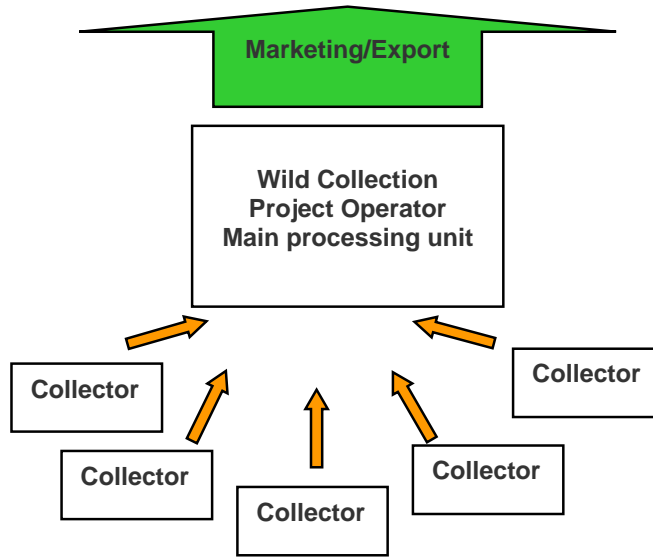 Marketing/Export
Wild Collection
Project Operator
Main processing unit
Collector
Collector
Collector
Collector
Collector